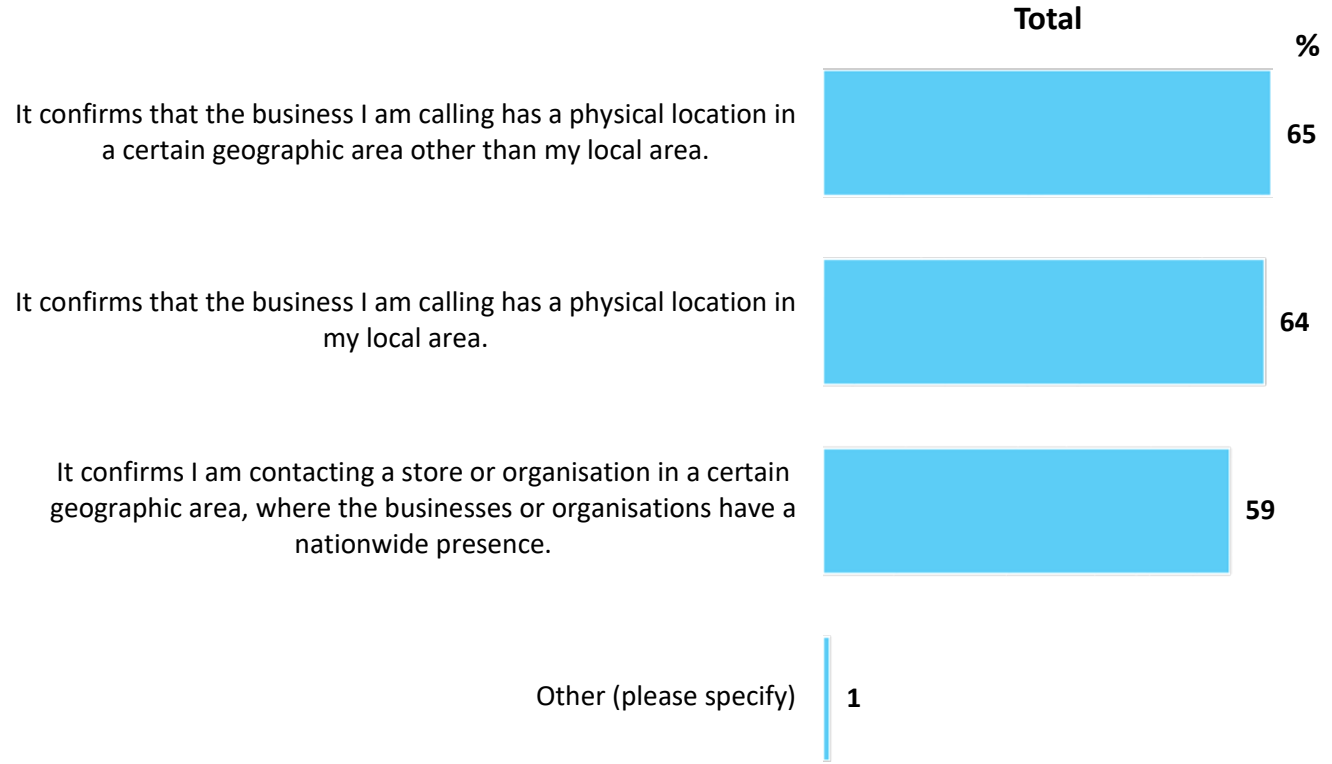 Total
%
It confirms that the business I am calling has a physical location in
a certain geographic area other than my local area.
65
It confirms that the business I am calling has a physical location in
my local area.
64
It confirms I am contacting a store or organisation in a certain
geographic area, where the businesses or organisations have a
nationwide presence.
59
Other (please specify)
1